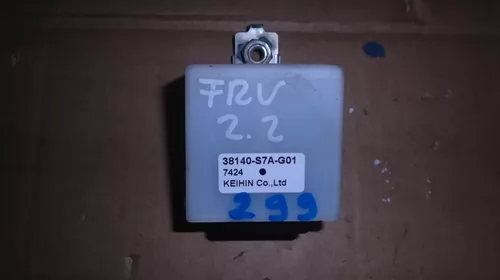 FRV
2.2
38140-S7A-G01
7424
KEIHIN Co.,Ltd
299